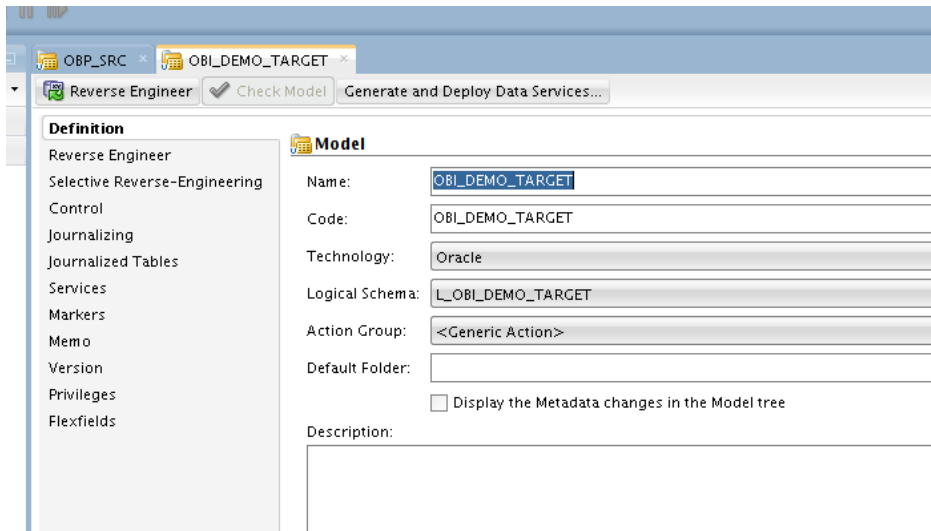 OBP_SRC OBI_DEMO_TARGET
Reverse Engineer Check Model Generate and Deploy Data Services...
Definition
Reverse Engineer
Selective Reverse-Engineering
Control
Journalizing
Journalized Tables
Services
Markers
Memo
Version
Privileges
Flexfields
Model
Name: OBI_DEMO_TARGET
Code: OBI_DEMO_TARGET
Technology: Oracle
Logical Schema: L_OBI_DEMO_TARGET
Action Group: <Generic Action>
Default Folder:
Display the Metadata changes in the Model tree
Description: